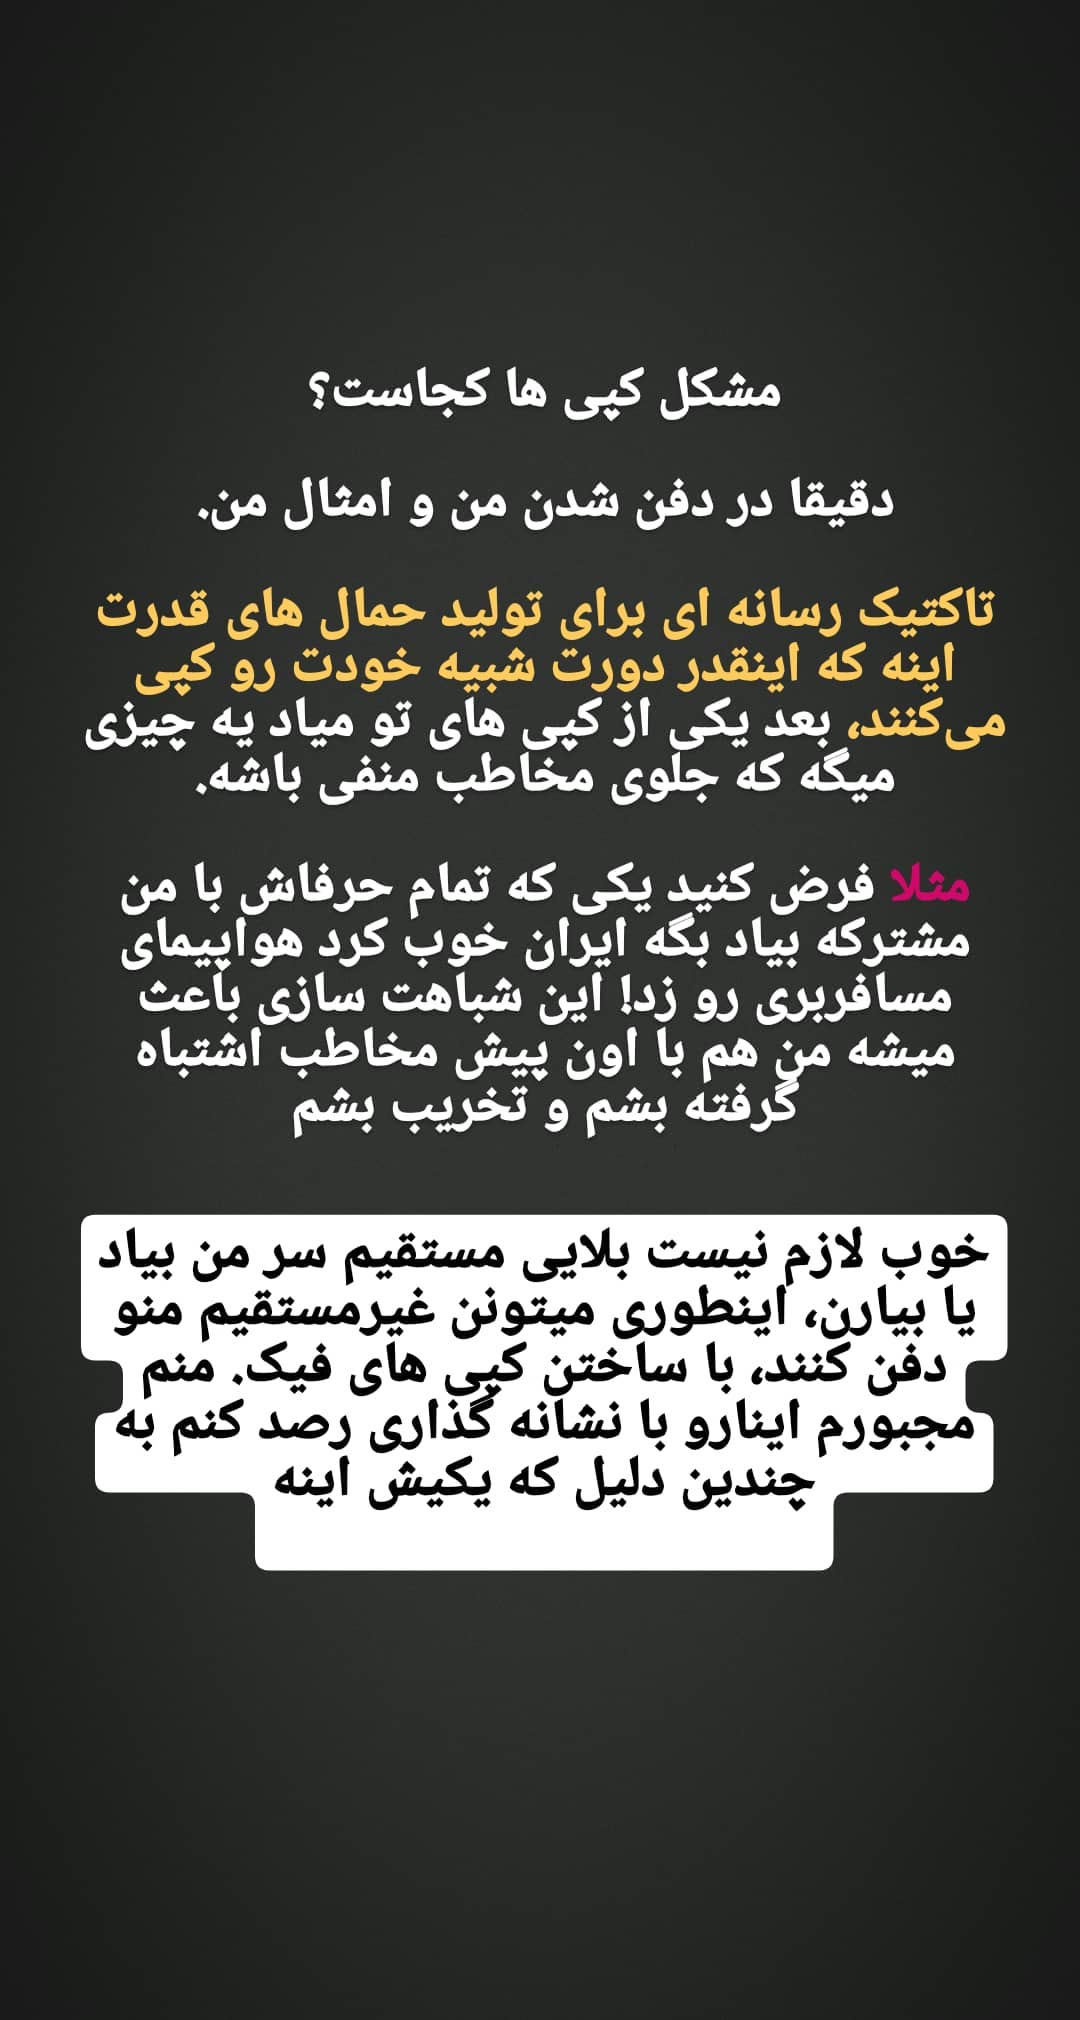 مشکل کپی ها کجاست؟
دقیقا در دفن شدن من و امثال من.
تاکتیک رسانه ای برای تولید حمال های قدرت
اینه که اینقدر دورت شبیه خودت رو کپی
می‌کنند، بعد یکی از کپی های تو میاد یه چیزی
میگه که جلوی مخاطب منفی باشه.
مثلا فرض کنید یکی که تمام حرفاش با من
مشترکه بیاد بگه ایران خوب کرد هواپیمای
مسافربری رو زد! این شباهت سازی باعث
میشه من هم با اون پیش مخاطب اشتباه
گرفته بشم و تخریب بشم
خوب لازم نیست بلایی مستقیم سر من بیاد
یا بیارن، اینطوری میتونن غیرمستقیم منو
دفن کنند، با ساختن کپی های فیک. منم
مجبورم اینارو با نشانه گذاری رصد کنم به
چندین دلیل که یکیش اینه